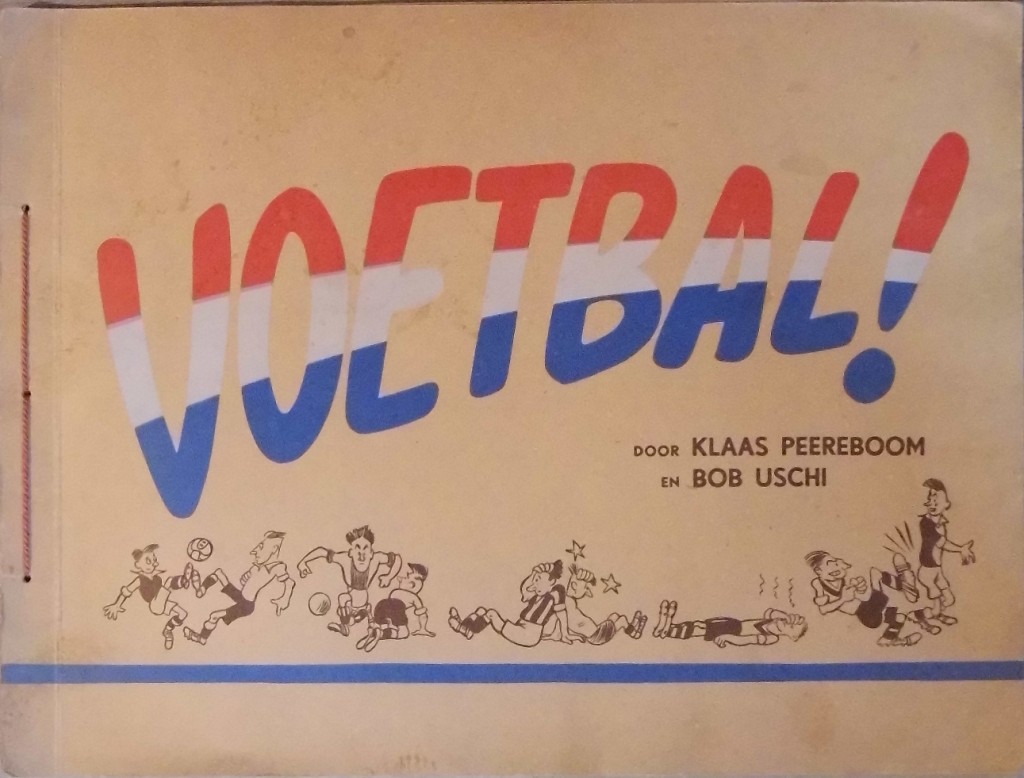 VOETBAL!
DOOR KLAAS PEEREBOOM
EN BOB USCHI